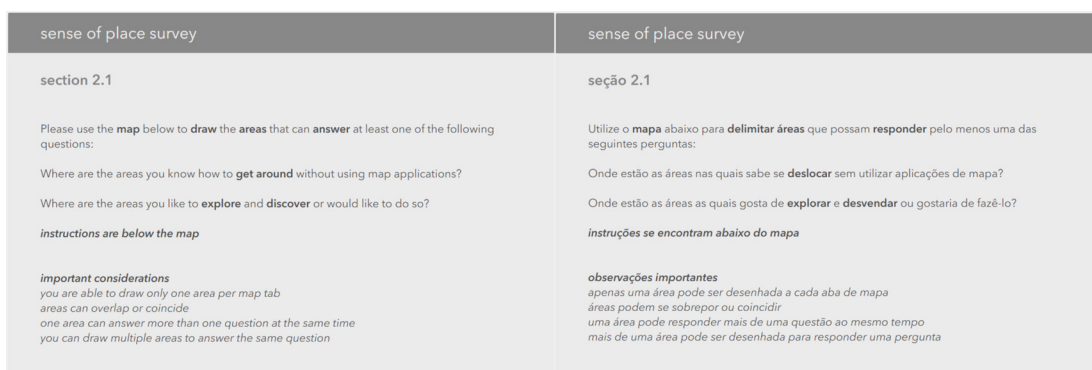 sense of place survey
section 2.1
Please use the map below to draw the areas that can answer at least one of the following
questions:
Where are the areas you know how to get around without using map applications?
Where are the areas you like to explore and discover or would like to do so?
instructions are below the map
important considerations
you are able to draw only one area per map tab
areas can overlap or coincide
one area can answer more than one question at the same time
you can draw multiple areas to answer the same question
sense of place survey
seção 2.1
Utilize o mapa abaixo para delimitar áreas que possam responder pelo menos uma das
seguintes perguntas:
Onde estão as áreas nas quais sabe se deslocar sem utilizar aplicações de mapa?
Onde estão as áreas as quais gosta de explorar e desvendar ou gostaria de fazê-lo?
instruções se encontram abaixo do mapa
observações importantes
apenas uma área pode ser desenhada a cada aba de mapa
áreas podem se sobrepor ou coincidir
uma área pode responder mais de uma questão ao mesmo tempo
mais de uma área pode ser desenhada para responder uma pergunta